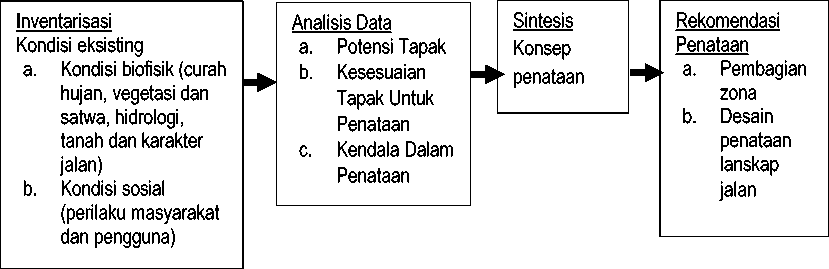 Inventarisasi
Kondisi eksisting
a. Kondisi biofisik (curah
hujan, vegetasi dan
satwa, hidrologi,
tanah dan karakter
jalan)
b. Kondisi sosial
(perilaku masyarakat
dan pengguna)
Analisis Data
a. Potensi Tapak
b. Kesesuaian
Tapak Untuk
Penataan
c. Kendala Dalam
Penataan
Sintesis
Konsep
penataan
Rekomendasi
Penataan
a. Pembagian
zona
b. Desain
penataan
lanskap
jalan